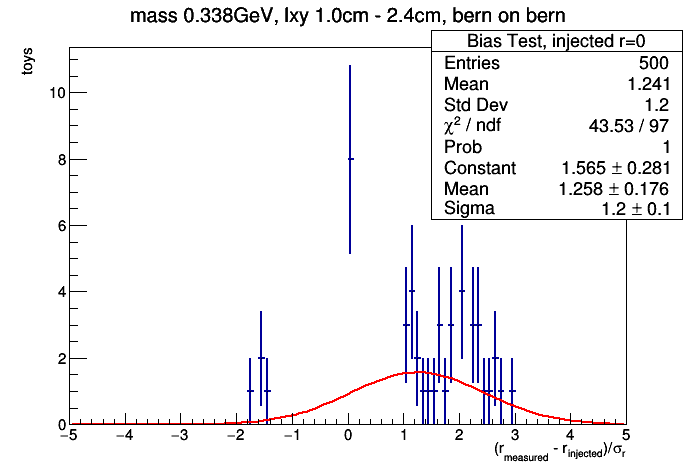 mass 0.338GeV, lxy 1.0cm - 2.4cm, bern on bern
toys
Bias Test, injected r=0
Entries 500
Mean 1.241
Std Dev 1.2
χ² / ndf 43.53 / 97
Prob 1
Constant 1.565 ± 0.281
Mean 1.258 ± 0.176
Sigma 1.2 ± 0.1
10
8
6
4
2
0
−5 −4 −3 −2 −1 0 1 2 3 4 5
(r_measured - r_injected)/σ_r